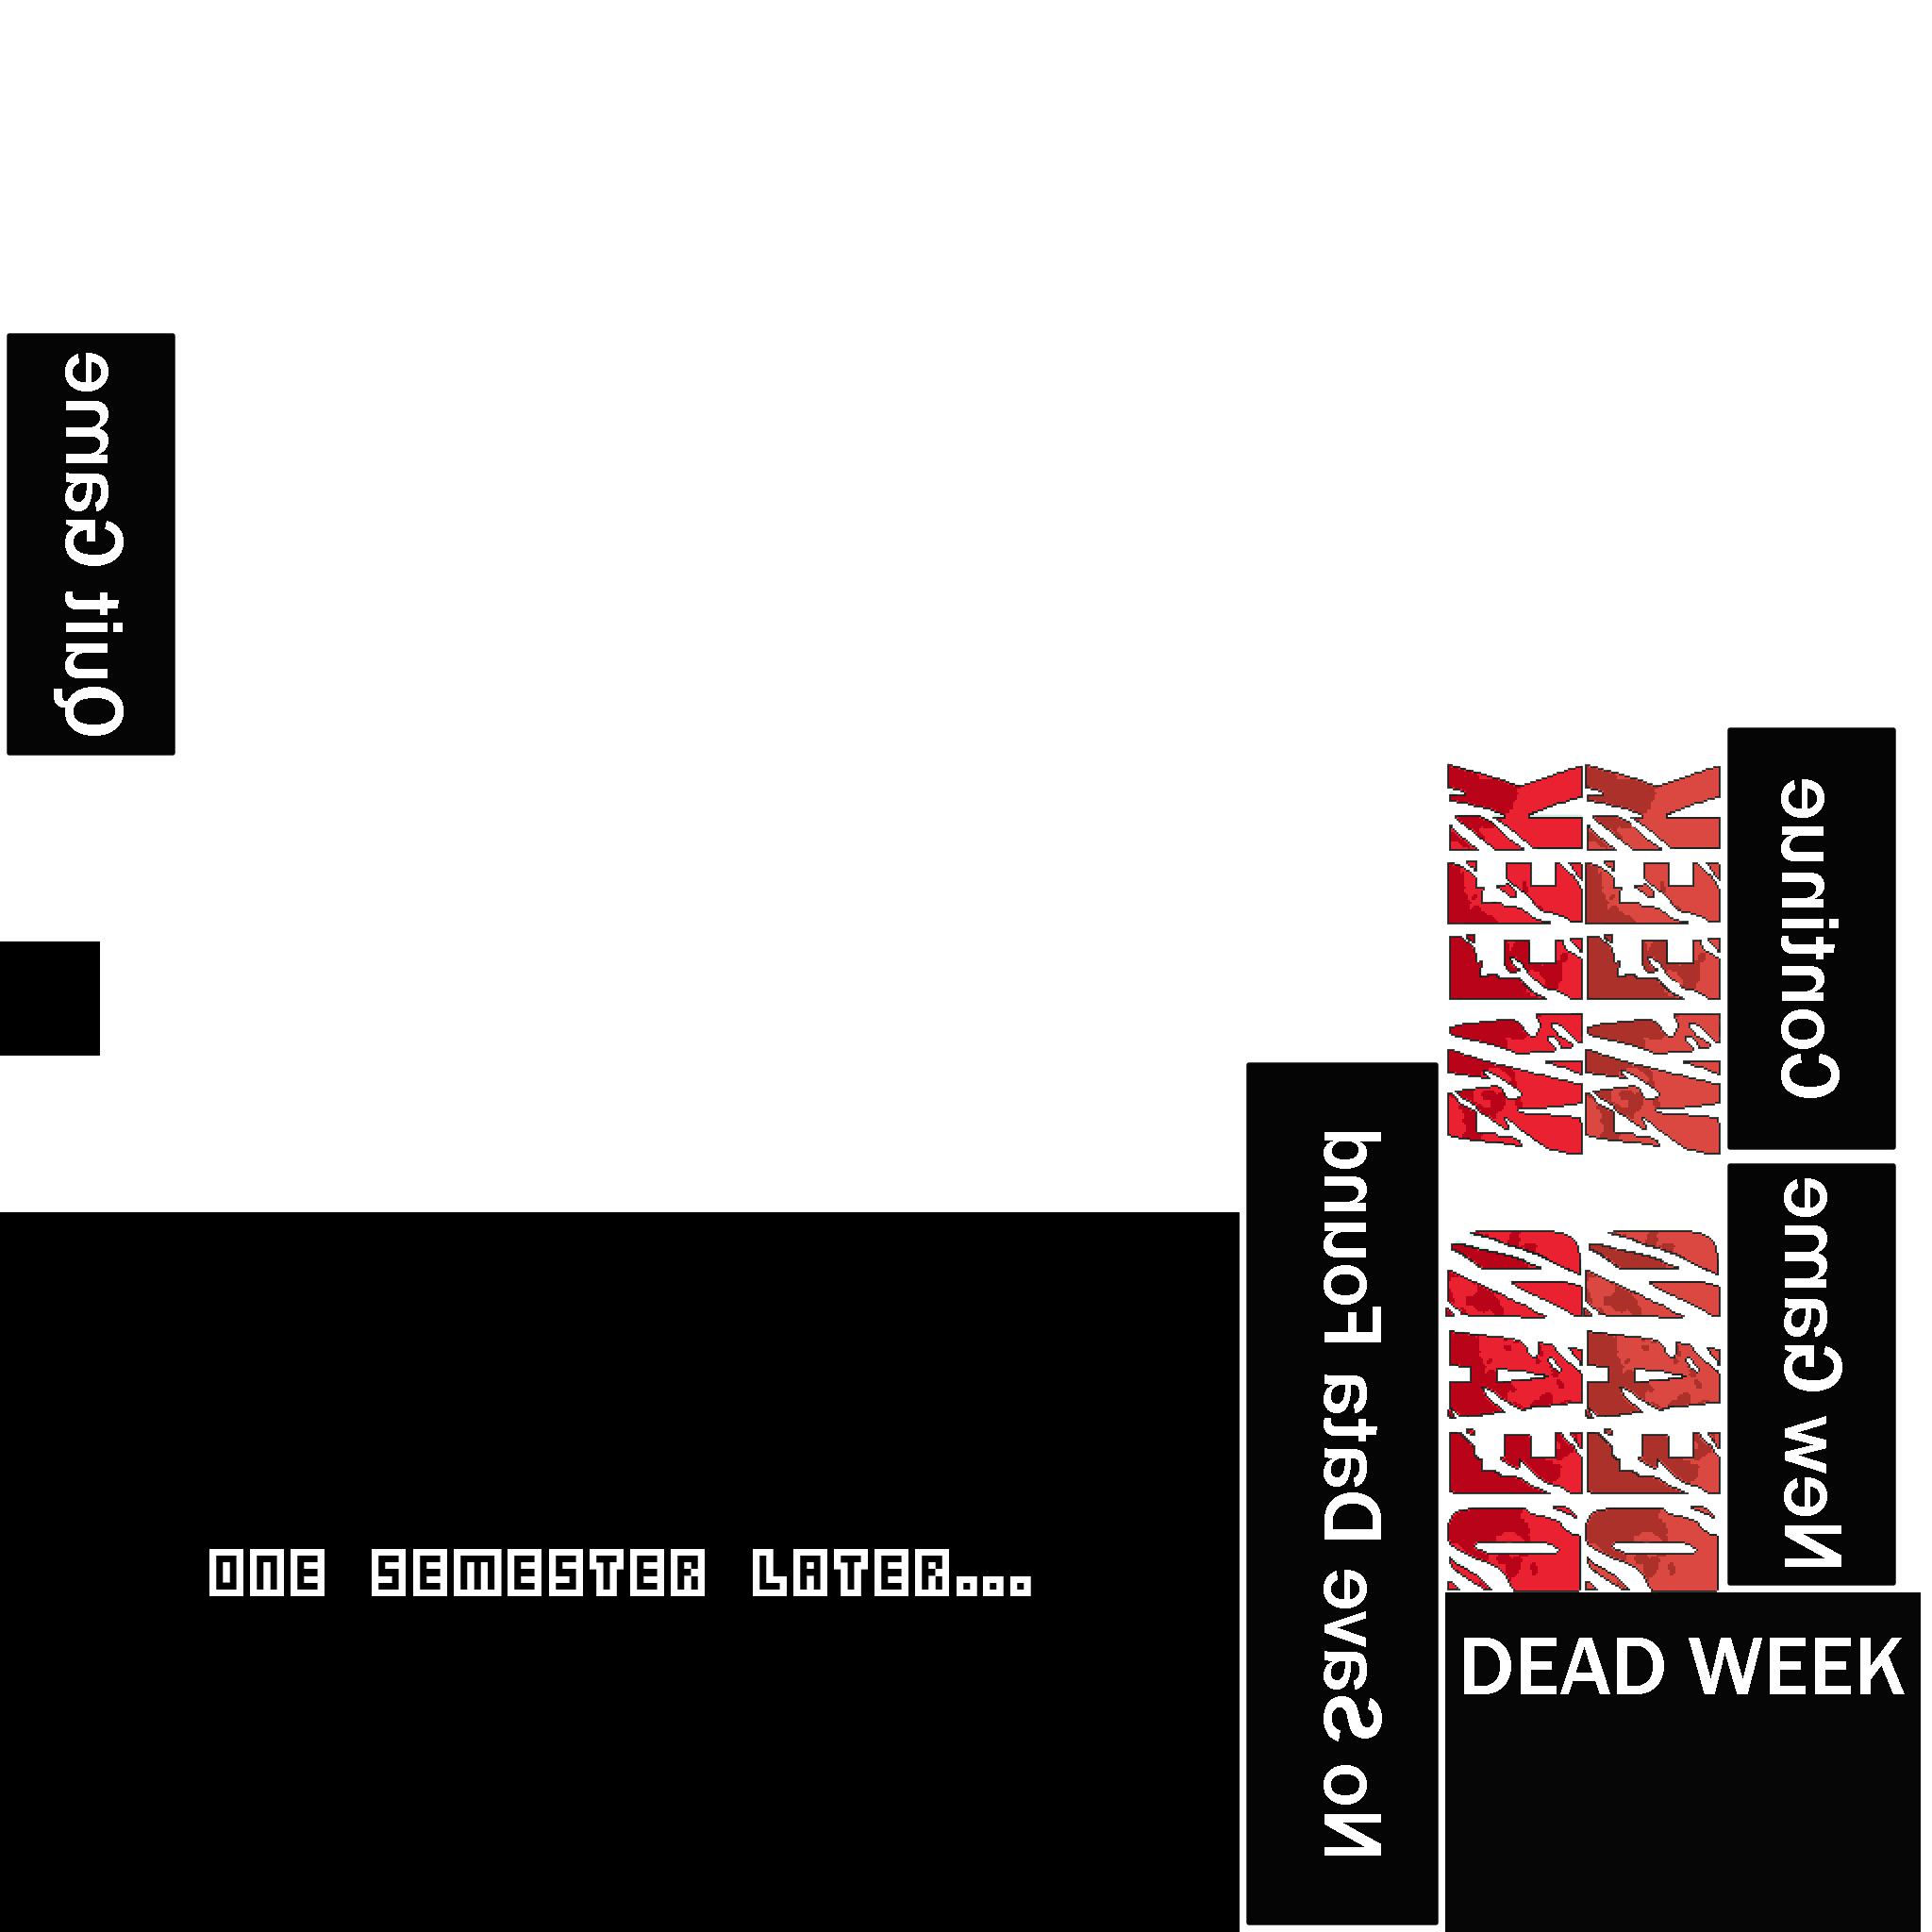 Quit Game
Continue
DEAD WEEK
DEAD WEEK
New Game
No Save Data Found
ONE SEMESTER LATER...
DEAD WEEK